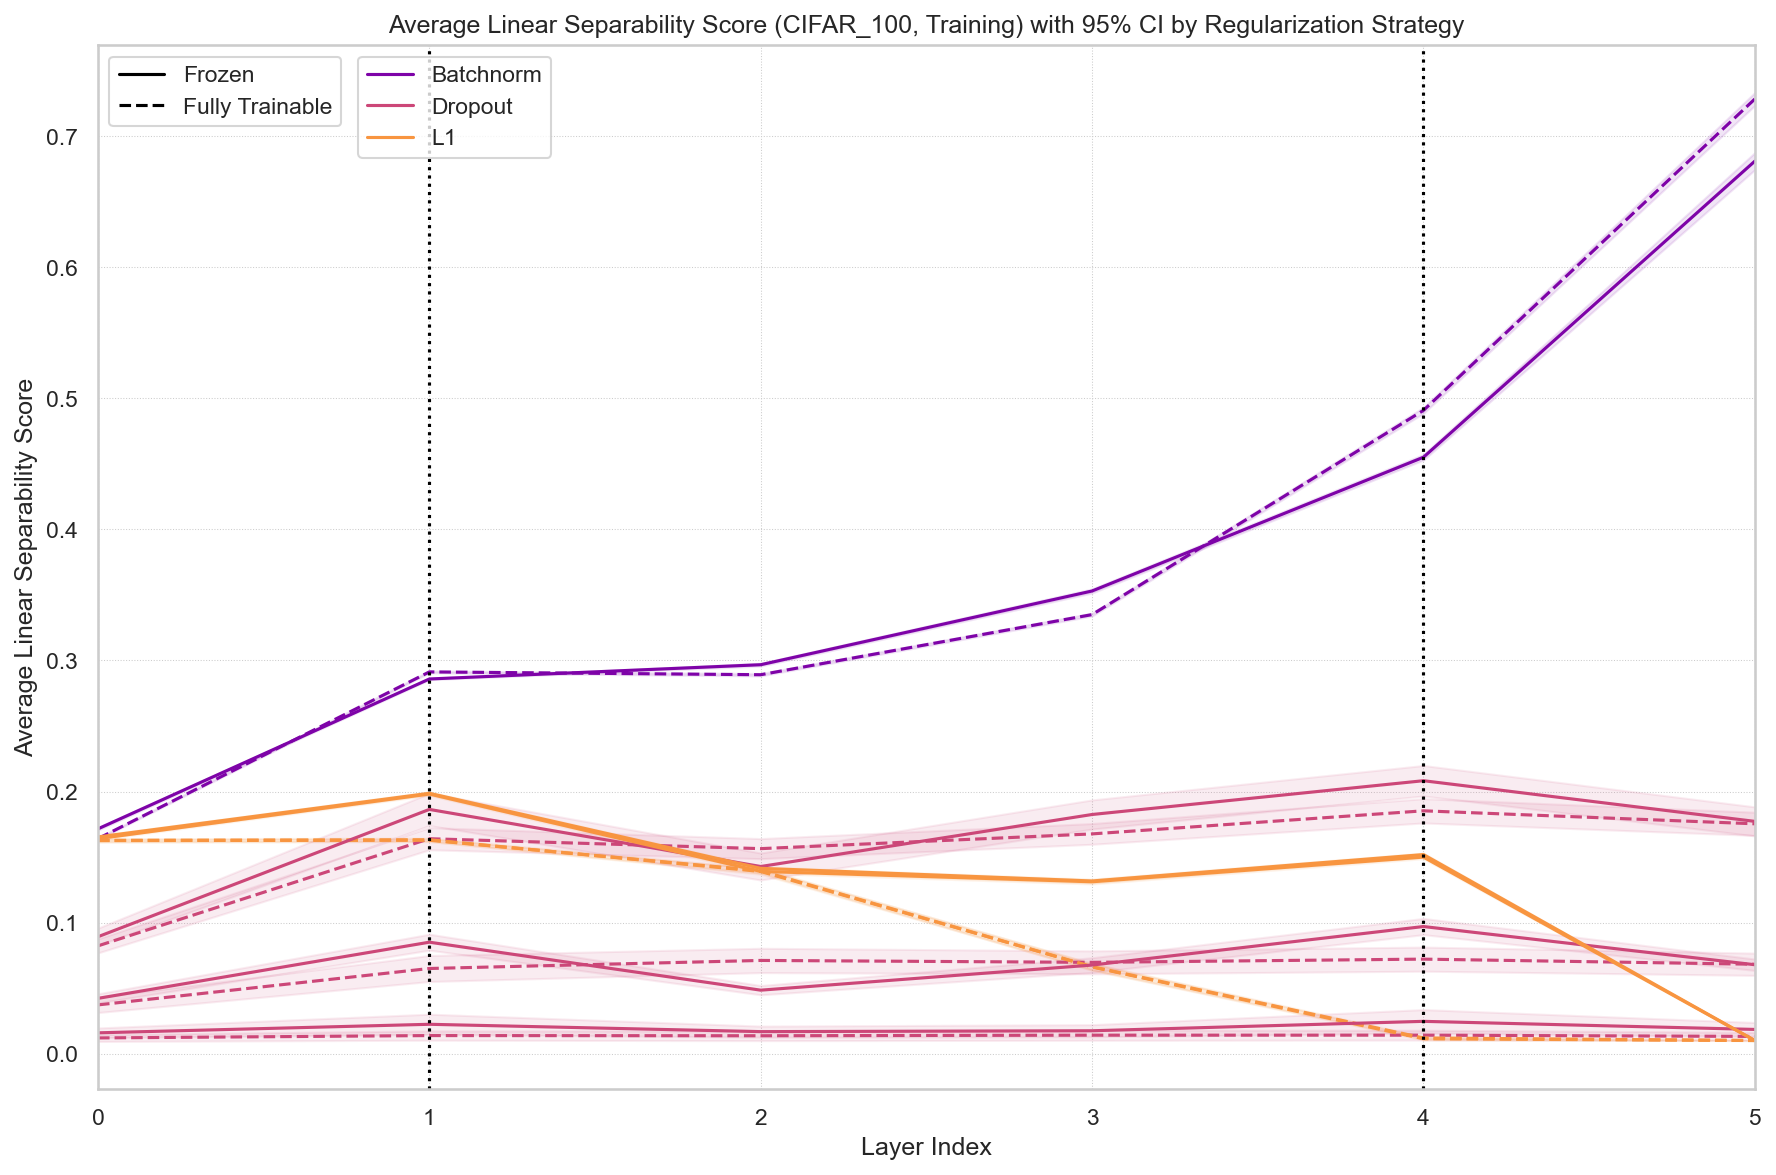 Average Linear Separability Score (CIFAR_100, Training) with 95% CI by Regularization Strategy
Frozen
Fully Trainable
Batchnorm
Dropout
L1
Average Linear Separability Score
0.7
0.6
0.5
0.4
0.3
0.2
0.1
0.0
0
1
2
3
4
5
Layer Index